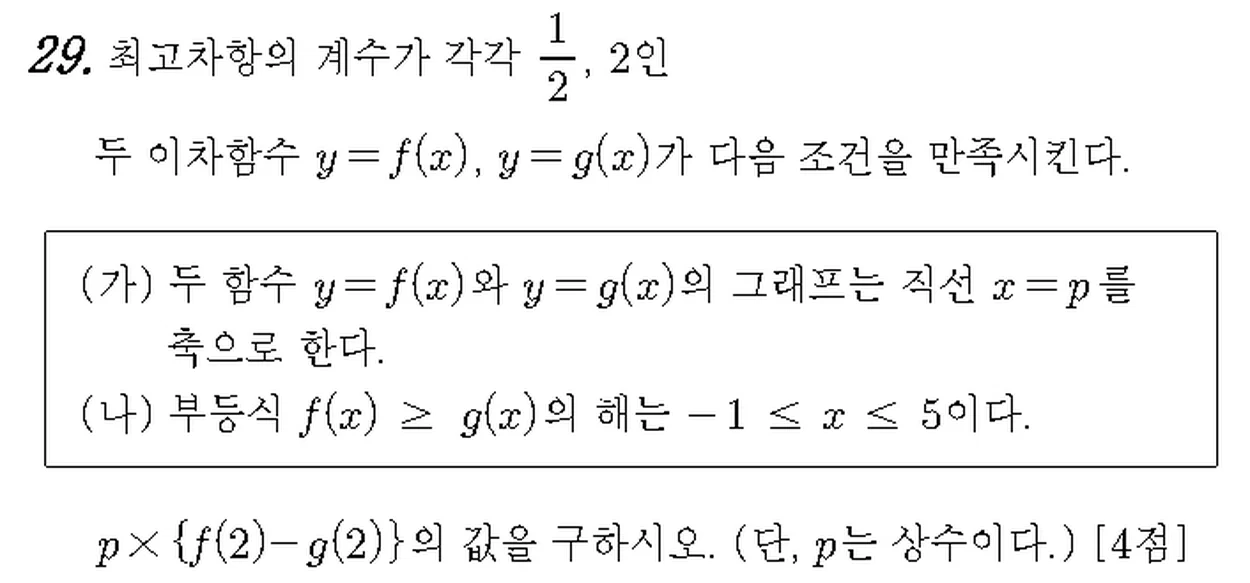 29. 최고차항의 계수가 각각 1/2, 2인
두 이차함수 y=f(x), y=g(x)가 다음 조건을 만족시킨다.
(가) 두 함수 y=f(x)와 y=g(x)의 그래프는 직선 x=p를
축으로 한다.
(나) 부등식 f(x) ≥ g(x)의 해는 −1 ≤ x ≤ 5이다.
p×{f(2)−g(2)}의 값을 구하시오. (단, p는 상수이다.) [4점]